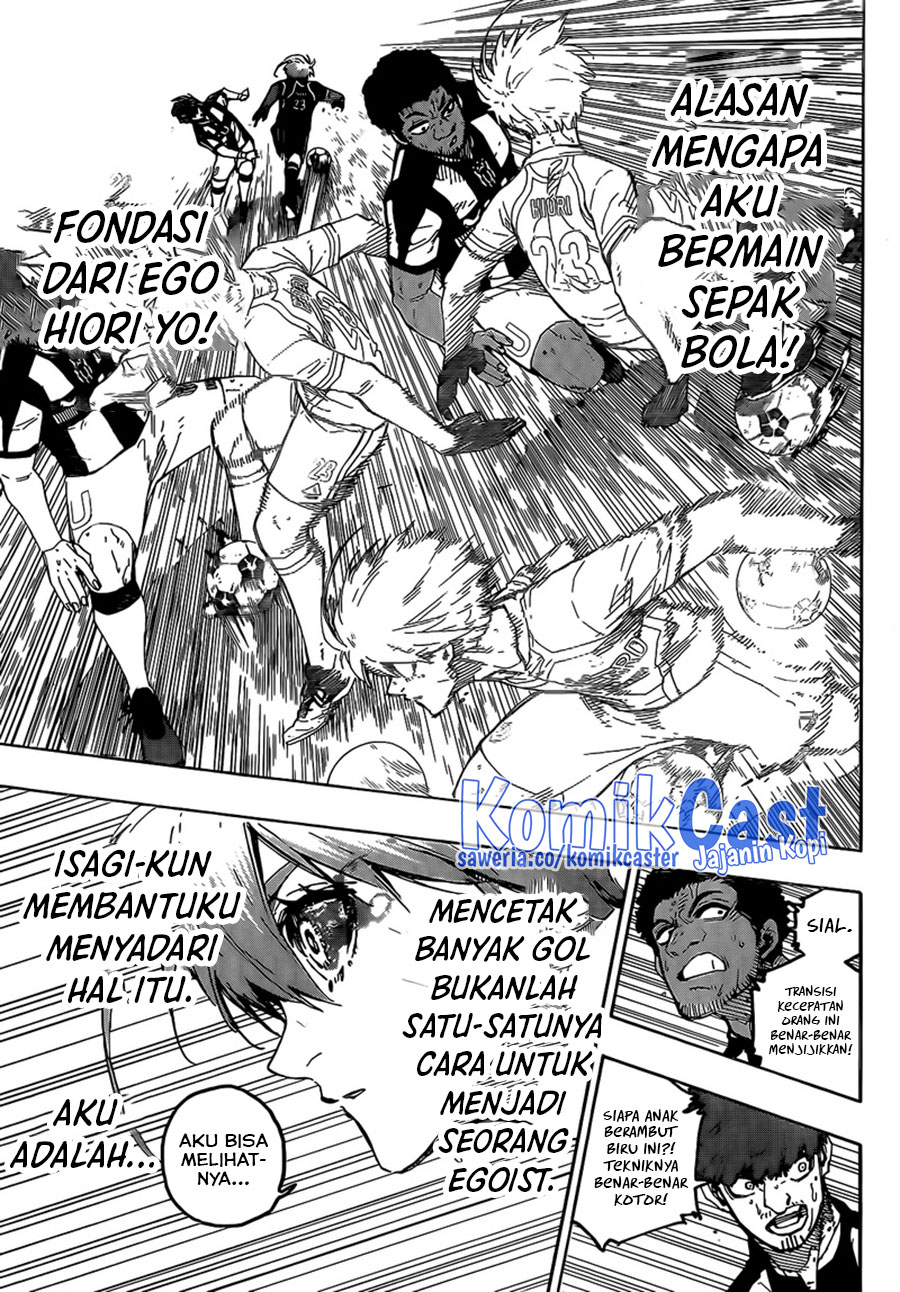 ALASAN
MENGAPA
AKU
BERMAIN
SEPAK
BOLA!
FONDASI
DARI EGO
HIORI YO!
23
HIORI
23
U
23
U
KomikCast
saweria.co/komikcaster
Jajanin Kopi
SIAL.
TRANSISI
KECEPATAN
ORANG INI
BENAR-BENAR
MENJIJIKKAN!
SIAPA ANAK
BERAMBUT
BIRU INI?!
TEKNIKNYA
BENAR-BENAR
KOTOR!
MENCETAK
BANYAK GOL
BUKANLAH
SATU-SATUNYA
CARA UNTUK
MENJADI
SEORANG
EGOIST.
ISAGI-KUN
MEMBANTUKU
MENYADARI
HAL ITU.
AKU BISA
MELIHAT-
NYA...
AKU
ADALAH...